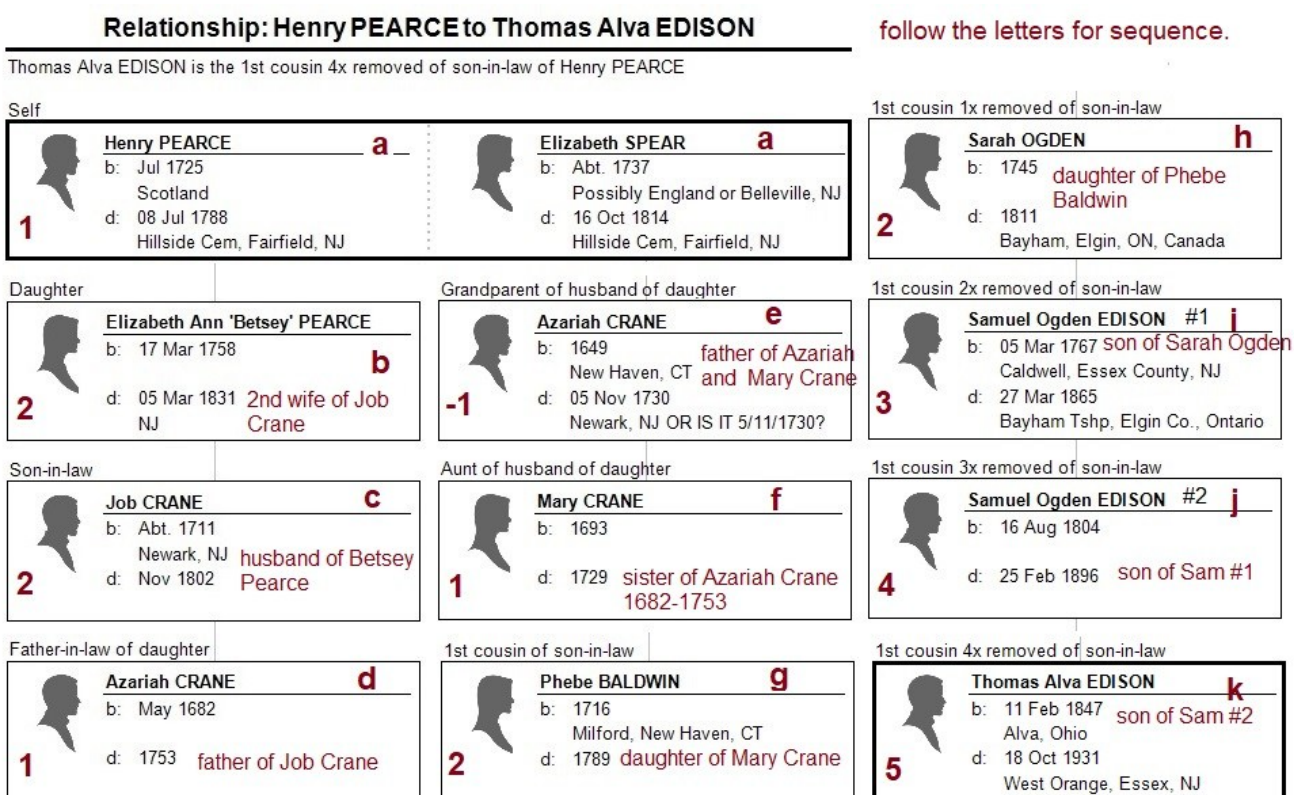 Relationship: Henry PEARCE to Thomas Alva EDISON
follow the letters for sequence.
Thomas Alva EDISON is the 1st cousin 4x removed of son-in-law of Henry PEARCE
Self
Henry PEARCE a
b: Jul 1725
Scotland
d: 08 Jul 1788
Hillside Cem, Fairfield, NJ
1
Elizabeth SPEAR a
b: Abt. 1737
Possibly England or Belleville, NJ
d: 16 Oct 1814
Hillside Cem, Fairfield, NJ
Daughter
Elizabeth Ann 'Betsey' PEARCE
b: 17 Mar 1758
b
d: 05 Mar 1831 2nd wife of Job
NJ Crane
2
Son-in-law
Job CRANE c
b: Abt. 1711
Newark, NJ husband of Betsey
d: Nov 1802 Pearce
2
Father-in-law of daughter
Azariah CRANE d
b: May 1682
d: 1753 father of Job Crane
1
Grandparent of husband of daughter
Azariah CRANE e
b: 1649 father of Azariah
New Haven, CT and Mary Crane
d: 05 Nov 1730
Newark, NJ OR IS IT 5/11/1730?
-1
Aunt of husband of daughter
Mary CRANE f
b: 1693
d: 1729 sister of Azariah Crane
1682-1753
1
1st cousin of son-in-law
Phebe BALDWIN g
b: 1716
Milford, New Haven, CT
d: 1789 daughter of Mary Crane
2
1st cousin 1x removed of son-in-law
Sarah OGDEN h
b: 1745 daughter of Phebe
Baldwin
d: 1811
Bayham, Elgin, ON, Canada
2
1st cousin 2x removed of son-in-law
Samuel Ogden EDISON #1 i
b: 05 Mar 1767 son of Sarah Ogden
Caldwell, Essex County, NJ
d: 27 Mar 1865
Bayham Tshp, Elgin Co., Ontario
3
1st cousin 3x removed of son-in-law
Samuel Ogden EDISON #2 j
b: 16 Aug 1804
d: 25 Feb 1896 son of Sam #1
4
1st cousin 4x removed of son-in-law
Thomas Alva EDISON k
b: 11 Feb 1847 son of Sam #2
Alva, Ohio
d: 18 Oct 1931
West Orange, Essex, NJ
5